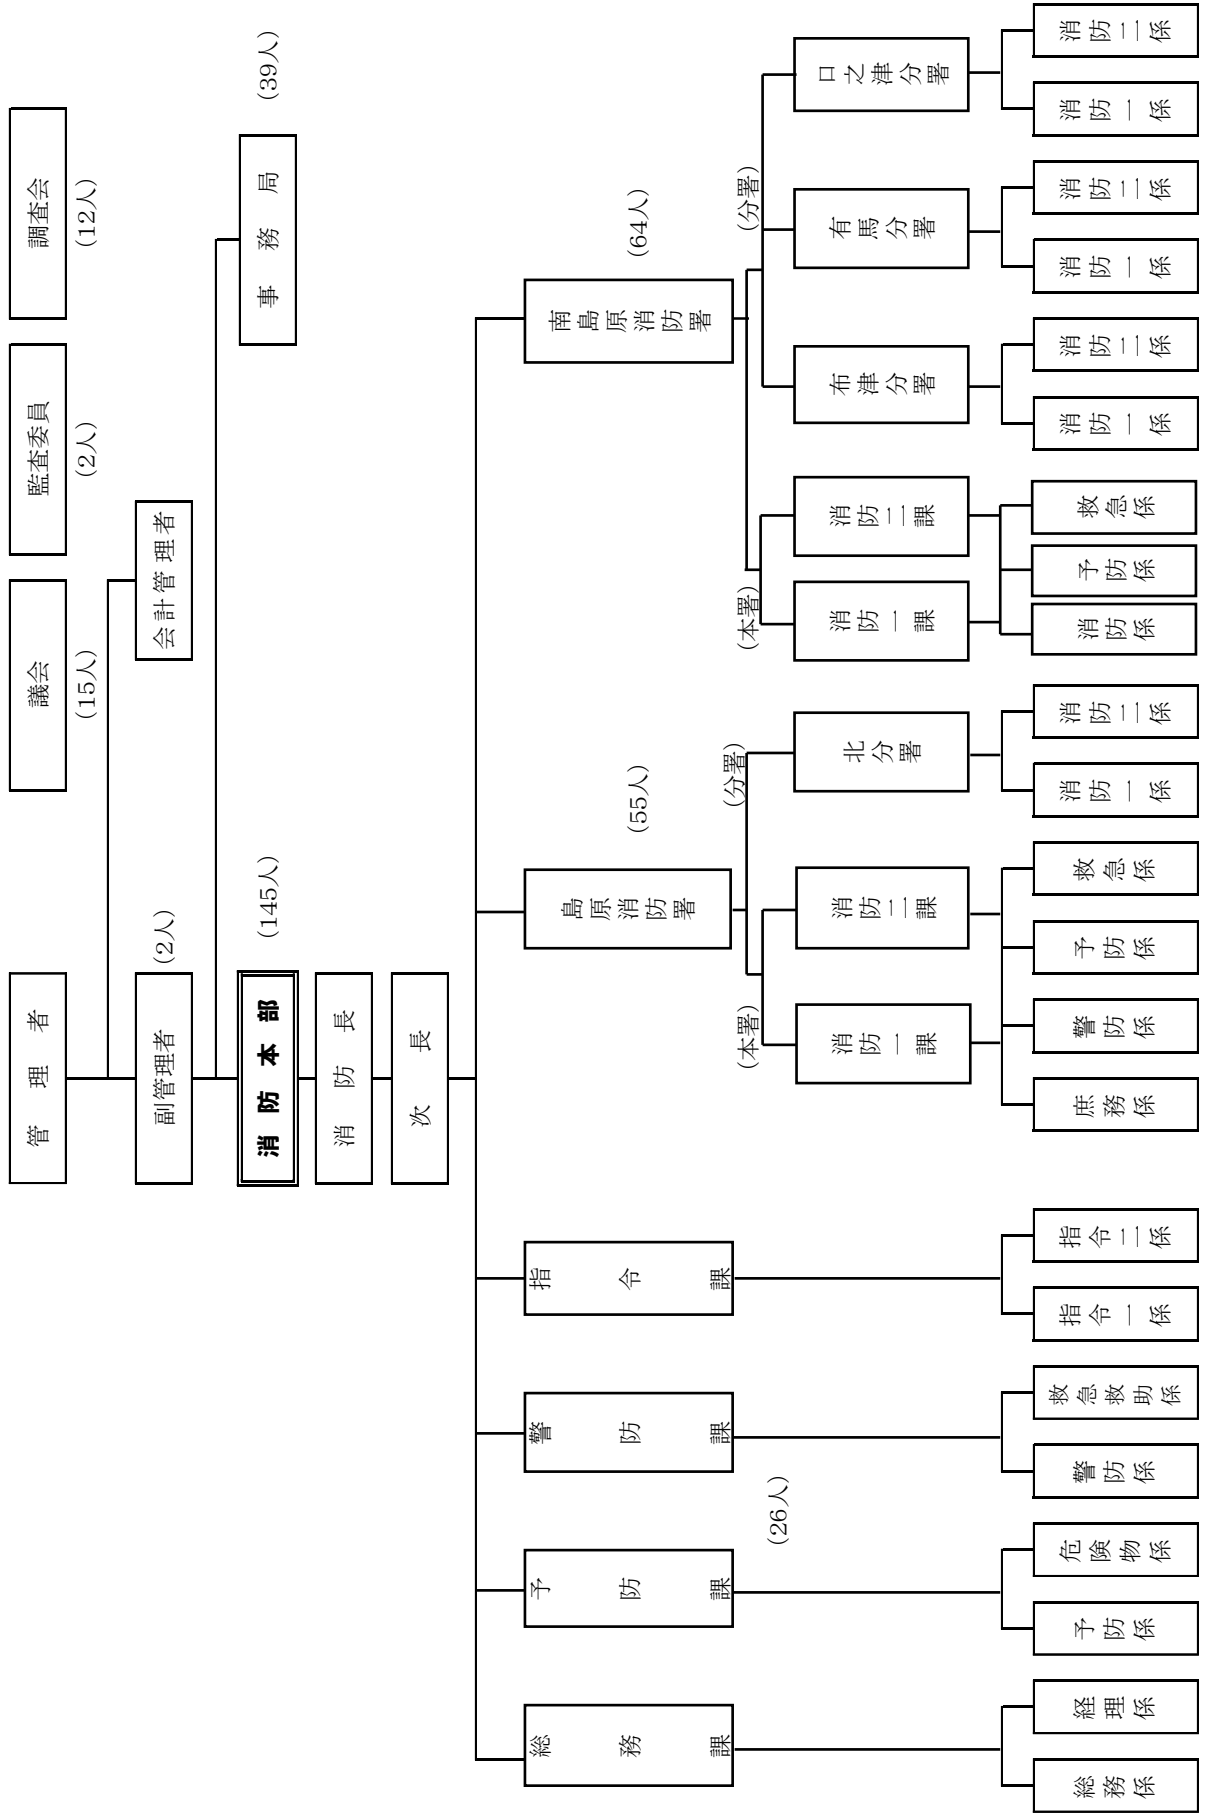 管理者
議会
監査委員
調査会
(15人)
(2人)
(12人)
副管理者
(2人)
会計管理者
消防本部
(145人)
事務局
(39人)
消防長
次長
総務課
予防課
警防課
指令課
島原消防署
南島原消防署
(26人)
(55人)
(64人)
(本署)
(分署)
(本署)
(分署)
消防一課
消防二課
北分署
消防一課
消防二課
布津分署
有馬分署
口之津分署
総務係
経理係
予防係
危険物係
警防係
救急救助係
指令一係
指令二係
庶務係
警防係
予防係
救急係
消防一係
消防二係
消防係
予防係
救急係
消防一係
消防二係
消防一係
消防二係
消防一係
消防二係